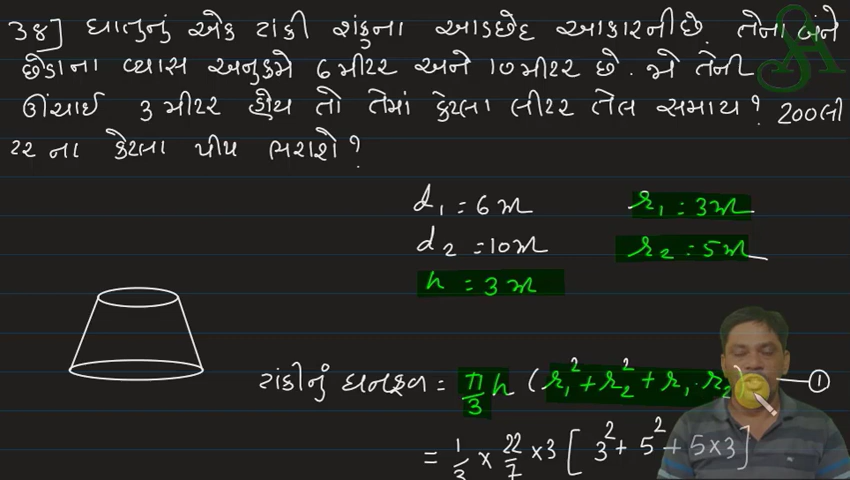 38] ધાતુનું એક ટાંકી શંકુના આડછેદ આકારની છે. તેના બંને
છેડાના વ્યાસ અનુક્રમે 6 મીટર અને 10 મીટર છે. જો તેની
ઊંચાઈ 3 મીટર હોય તો તેમાં કેટલા લીટર તેલ સમાય? 200 લી
ટર ના કેટલા પીપ ભરાશે?
d₁ = 6m r₁ = 3m
d₂ = 10m r₂ = 5m
h = 3m
ટાંકીનું ઘનફળ = π/3 h (r₁² + r₂² + r₁.r₂) — ①
= 1/3 × 22/7 × 3 [3² + 5² + 5×3]